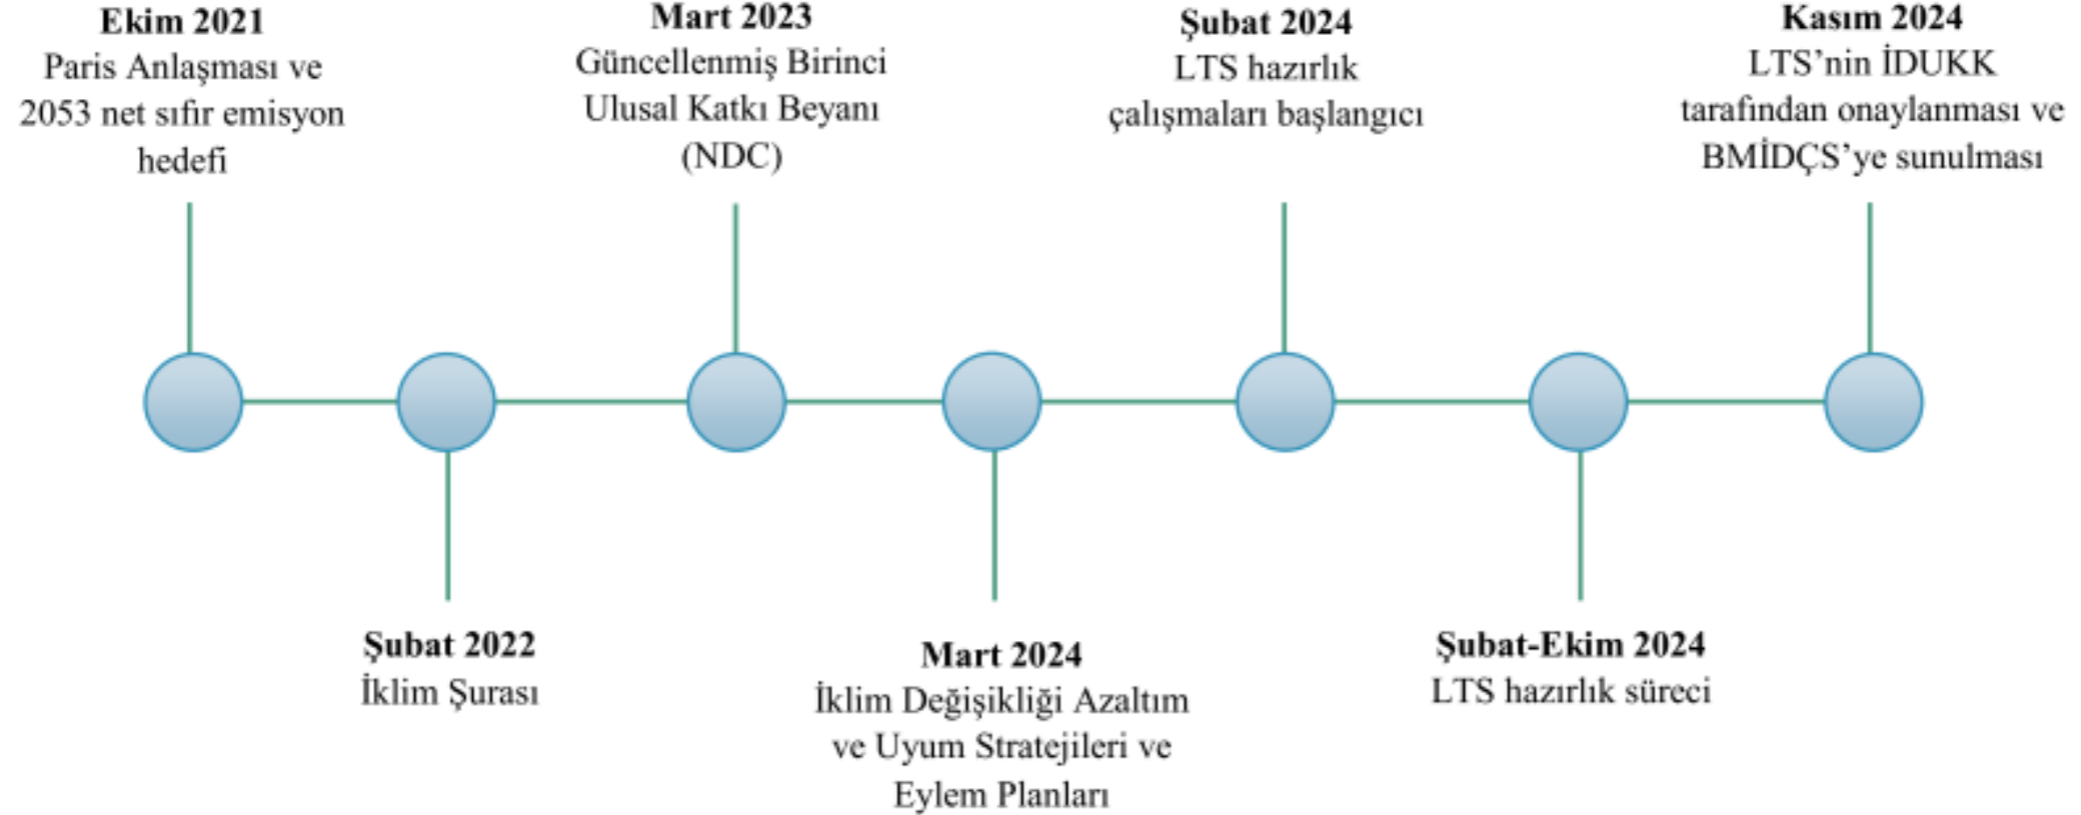 Ekim 2021
Paris Anlaşması ve
2053 net sıfır emisyon
hedefi
Şubat 2022
İklim Şurası
Mart 2023
Güncellenmiş Birinci
Ulusal Katkı Beyanı
(NDC)
Mart 2024
İklim Değişikliği Azaltım
ve Uyum Stratejileri ve
Eylem Planları
Şubat 2024
LTS hazırlık
çalışmaları başlangıcı
Şubat-Ekim 2024
LTS hazırlık süreci
Kasım 2024
LTS’nin İDUKK
tarafından onaylanması ve
BMİDÇS’ye sunulması